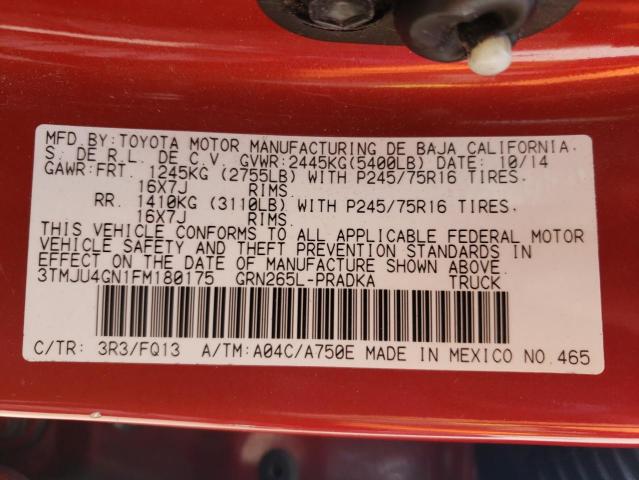 MFD. BY: TOYOTA MOTOR MANUFACTURING DE BAJA CALIFORNIA.
S. DE R.L. DE C.V. GVWR:2445KG(5400LB) DATE: 10/14
GAWR:FRT. 1245KG (2755LB) WITH P245/75R16 TIRES.
16X7J RIMS.
RR. 1410KG (3110LB) WITH P245/75R16 TIRES.
16X7J RIMS.
THIS VEHICLE CONFORMS TO ALL APPLICABLE FEDERAL MOTOR
VEHICLE SAFETY AND THEFT PREVENTION STANDARDS IN
EFFECT ON THE DATE OF MANUFACTURE SHOWN ABOVE.
3TMJU4GN1FM180175 GRN265L-PRADKA TRUCK
C/TR: 3R3/FQ13 A/TM:A04C/A750E MADE IN MEXICO NO.465